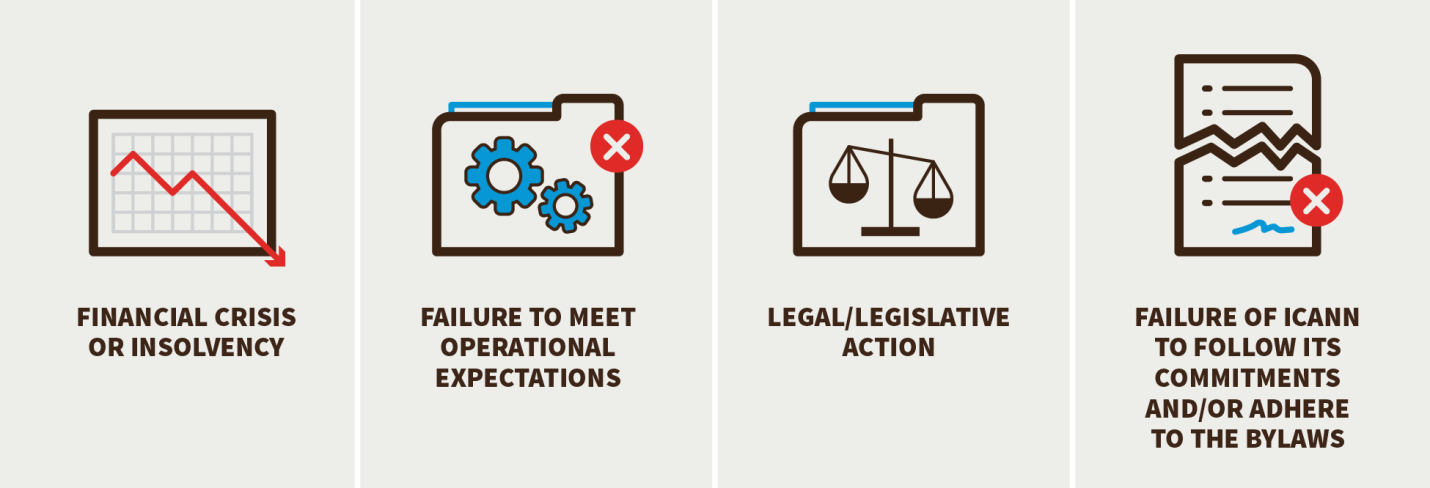 FINANCIAL CRISIS
OR INSOLVENCY
FAILURE TO MEET
OPERATIONAL
EXPECTATIONS
LEGAL/LEGISLATIVE
ACTION
FAILURE OF ICANN
TO FOLLOW ITS
COMMITMENTS
AND/OR ADHERE
TO THE BYLAWS